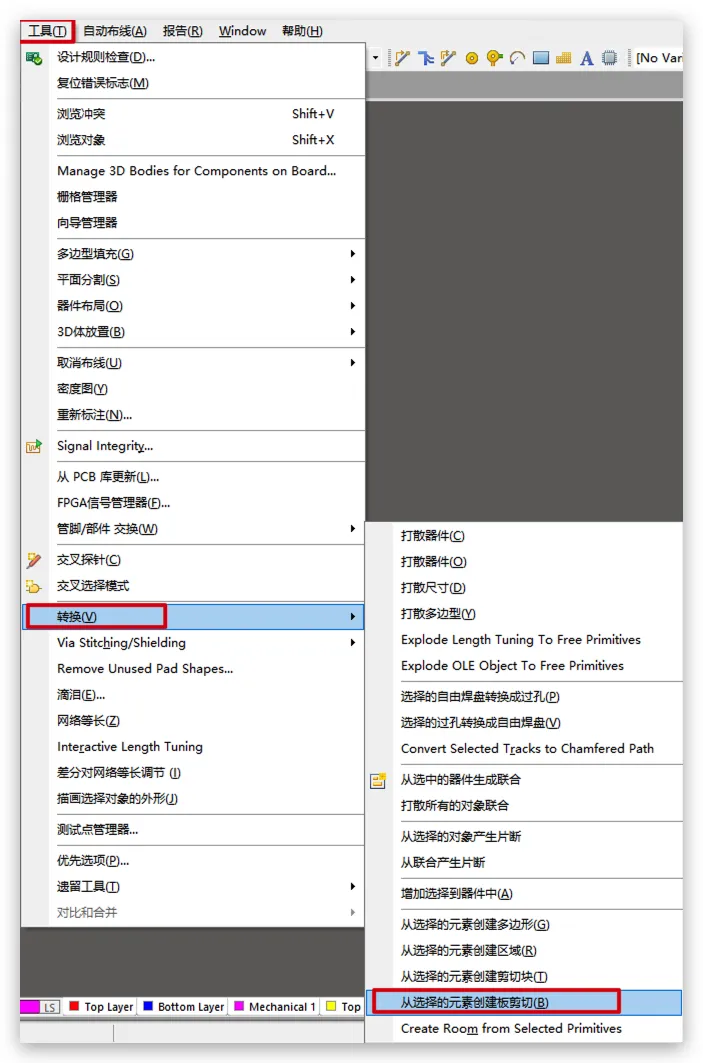 工具(T) 自动布线(A) 报告(R) Window 帮助(H)
设计规则检查(D)...
复位错误标志(M)
[No Var
浏览冲突 Shift+V
浏览对象 Shift+X
Manage 3D Bodies for Components on Board...
栅格管理器
向导管理器
多边型填充(G)
平面分割(S)
器件布局(O)
3D体放置(B)
取消布线(U)
密度图(Y)
重新标注(N)...
Signal Integrity...
从 PCB 库更新(L)...
FPGA信号管理器(F)...
管脚/部件 交换(W)
交叉探针(C)
交叉选择模式
转换(V)
Via Stitching/Shielding
Remove Unused Pad Shapes...
滴泪(E)...
网络等长(Z)
Interactive Length Tuning
差分对网络等长调节 (I)
描画选择对象的外形(J)
测试点管理器...
优先选项(P)...
遗留工具(T)
对比和合并
打散器件(C)
打散器件(O)
打散尺寸(D)
打散多边型(Y)
Explode Length Tuning To Free Primitives
Explode OLE Object To Free Primitives
选择的自由焊盘转换成过孔(P)
选择的过孔转换成自由焊盘(V)
Convert Selected Tracks to Chamfered Path
从选中的器件生成联合
打散所有的对象联合
从选择的对象产生片断
从联合产生片断
增加选择到器件中(A)
从选择的元素创建多边形(G)
从选择的元素创建区域(R)
从选择的元素创建剪切块(T)
从选择的元素创建板剪切(B)
Create Room from Selected Primitives
LS Top Layer Bottom Layer Mechanical 1 Top